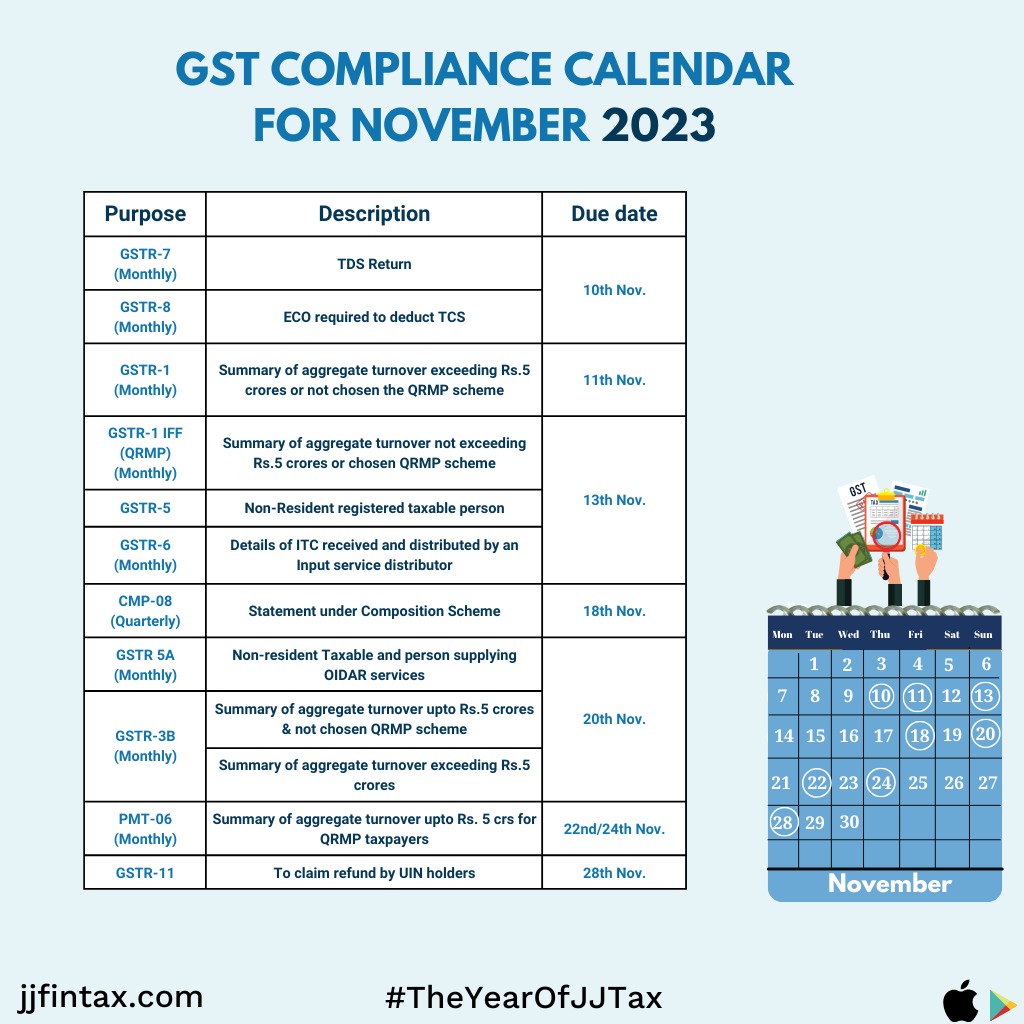 GST COMPLIANCE CALENDAR
FOR NOVEMBER 2023
Purpose Description Due date
GSTR-7
(Monthly)
TDS Return
10th Nov.
GSTR-8
(Monthly)
ECO required to deduct TCS
GSTR-1
(Monthly)
Summary of aggregate turnover exceeding Rs.5
crores or not chosen the QRMP scheme
11th Nov.
GSTR-1 IFF
(QRMP)
(Monthly)
Summary of aggregate turnover not exceeding
Rs.5 crores or chosen QRMP scheme
13th Nov.
GSTR-5
Non-Resident registered taxable person
GSTR-6
(Monthly)
Details of ITC received and distributed by an
Input service distributor
CMP-08
(Quarterly)
Statement under Composition Scheme
18th Nov.
GSTR 5A
(Monthly)
Non-resident Taxable and person supplying
OIDAR services
20th Nov.
GSTR-3B
(Monthly)
Summary of aggregate turnover upto Rs.5 crores
& not chosen QRMP scheme
Summary of aggregate turnover exceeding Rs.5
crores
PMT-06
(Monthly)
Summary of aggregate turnover upto Rs. 5 crs for
QRMP taxpayers
22nd/24th Nov.
GSTR-11
To claim refund by UIN holders
28th Nov.
GST
TAX
Mon Tue Wed Thu Fri Sat Sun
1 2 3 4 5 6
7 8 9 10 11 12 13
14 15 16 17 18 19 20
21 22 23 24 25 26 27
28 29 30
November
jjfintax.com
#TheYearOfJJTax